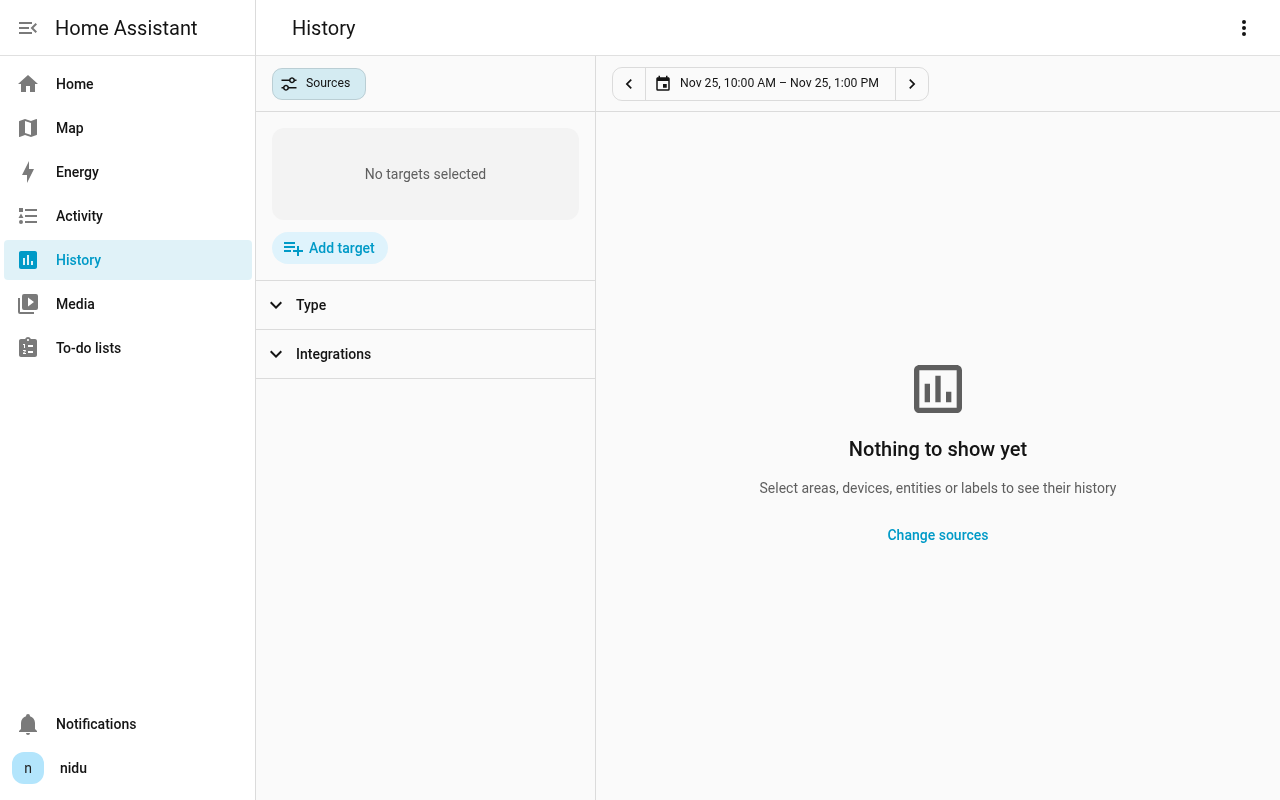 Home Assistant
Home
Map
Energy
Activity
History
Media
To-do lists
Notifications
n
nidu
History
Sources
No targets selected
Add target
Type
Integrations
Nov 25, 10:00 AM – Nov 25, 1:00 PM
Nothing to show yet
Select areas, devices, entities or labels to see their history
Change sources